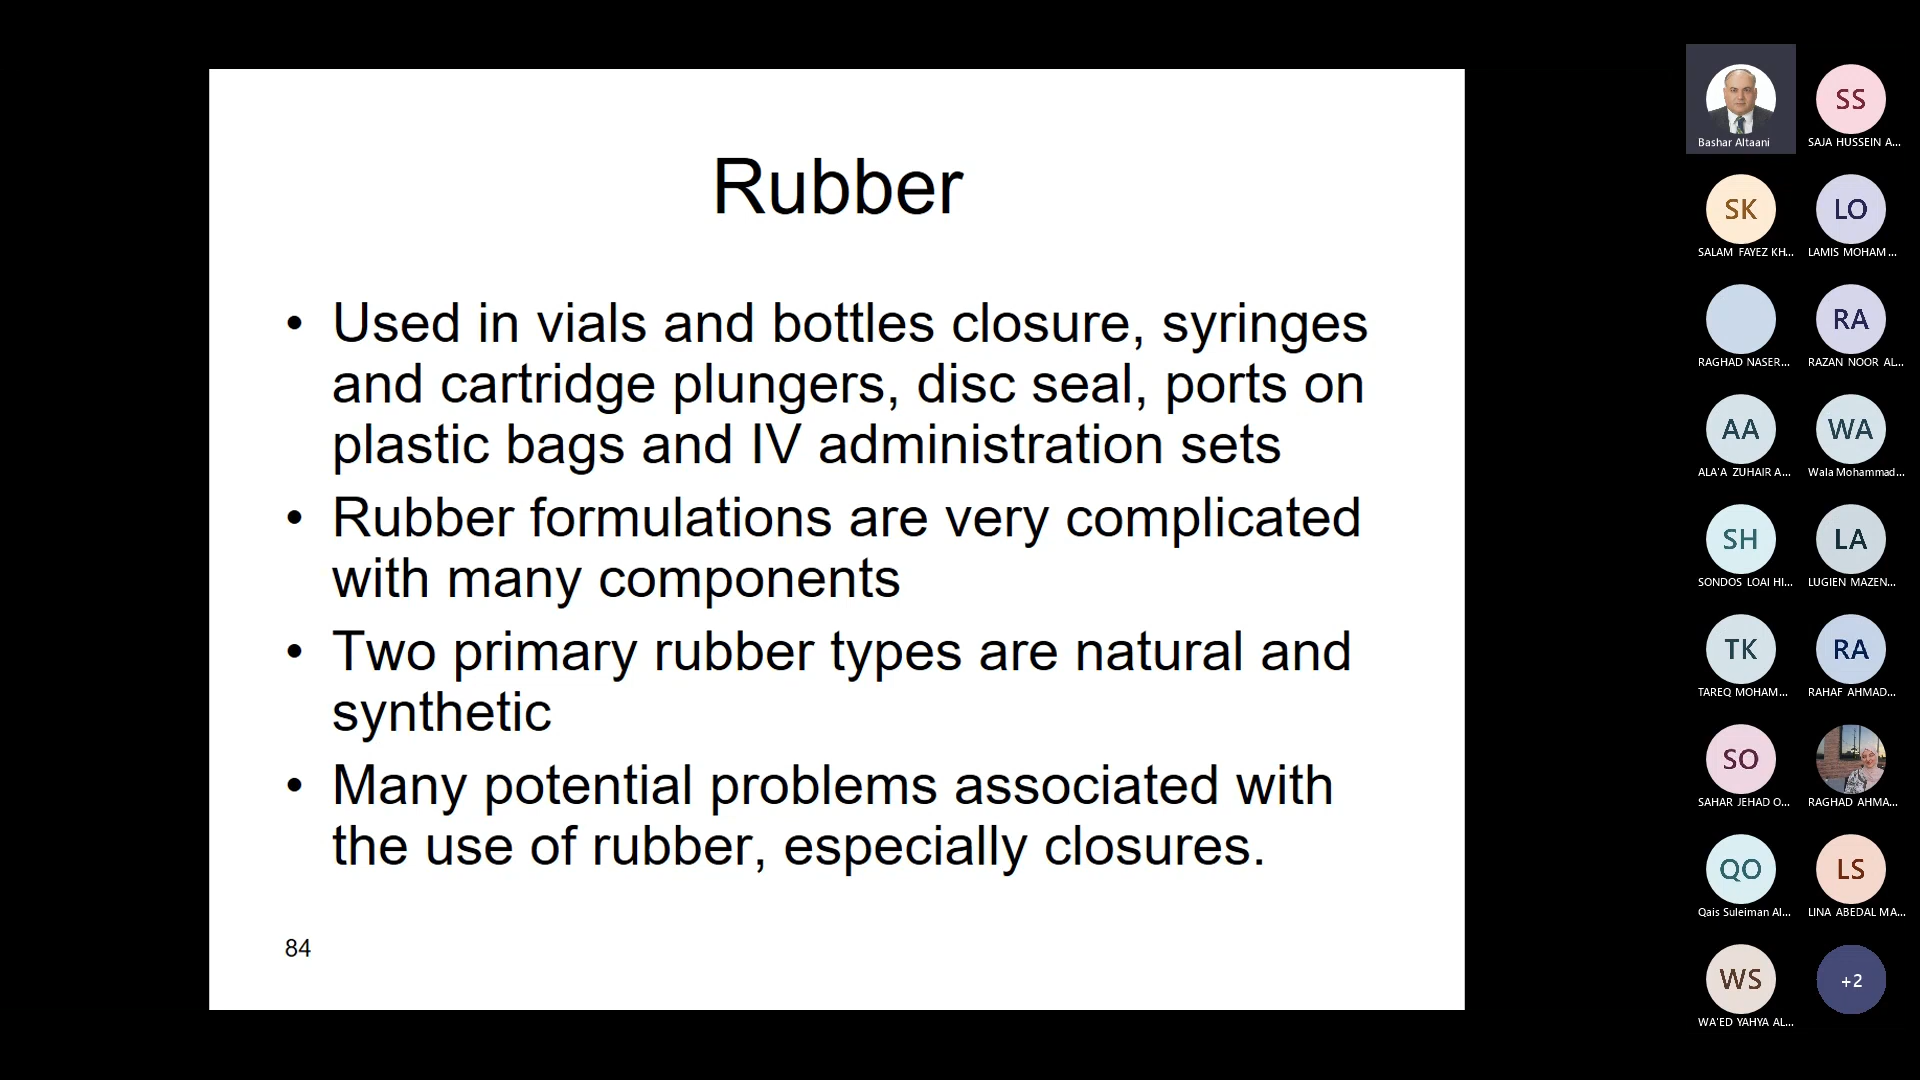 Rubber
• Used in vials and bottles closure, syringes
and cartridge plungers, disc seal, ports on
plastic bags and IV administration sets
• Rubber formulations are very complicated
with many components
• Two primary rubber types are natural and
synthetic
• Many potential problems associated with
the use of rubber, especially closures.
84
Bashar Altaani
SS
SAJA HUSSEIN A...
SK
SALAM FAYEZ KH...
LO
LAMIS MOHAM...
RAGHAD NASER...
RA
RAZAN NOOR AL...
AA
ALA'A ZUHAIR A...
WA
Wala Mohammad...
SH
SONDOS LOAI HI...
LA
LUGIEN MAZEN...
TK
TAREQ MOHAM...
RA
RAHAF AHMAD...
SO
SAHAR JEHAD O...
RAGHAD AHMA...
QO
Qais Suleiman Al...
LS
LINA ABEDAL MA...
WS
WA'ED YAHYA AL...
+2